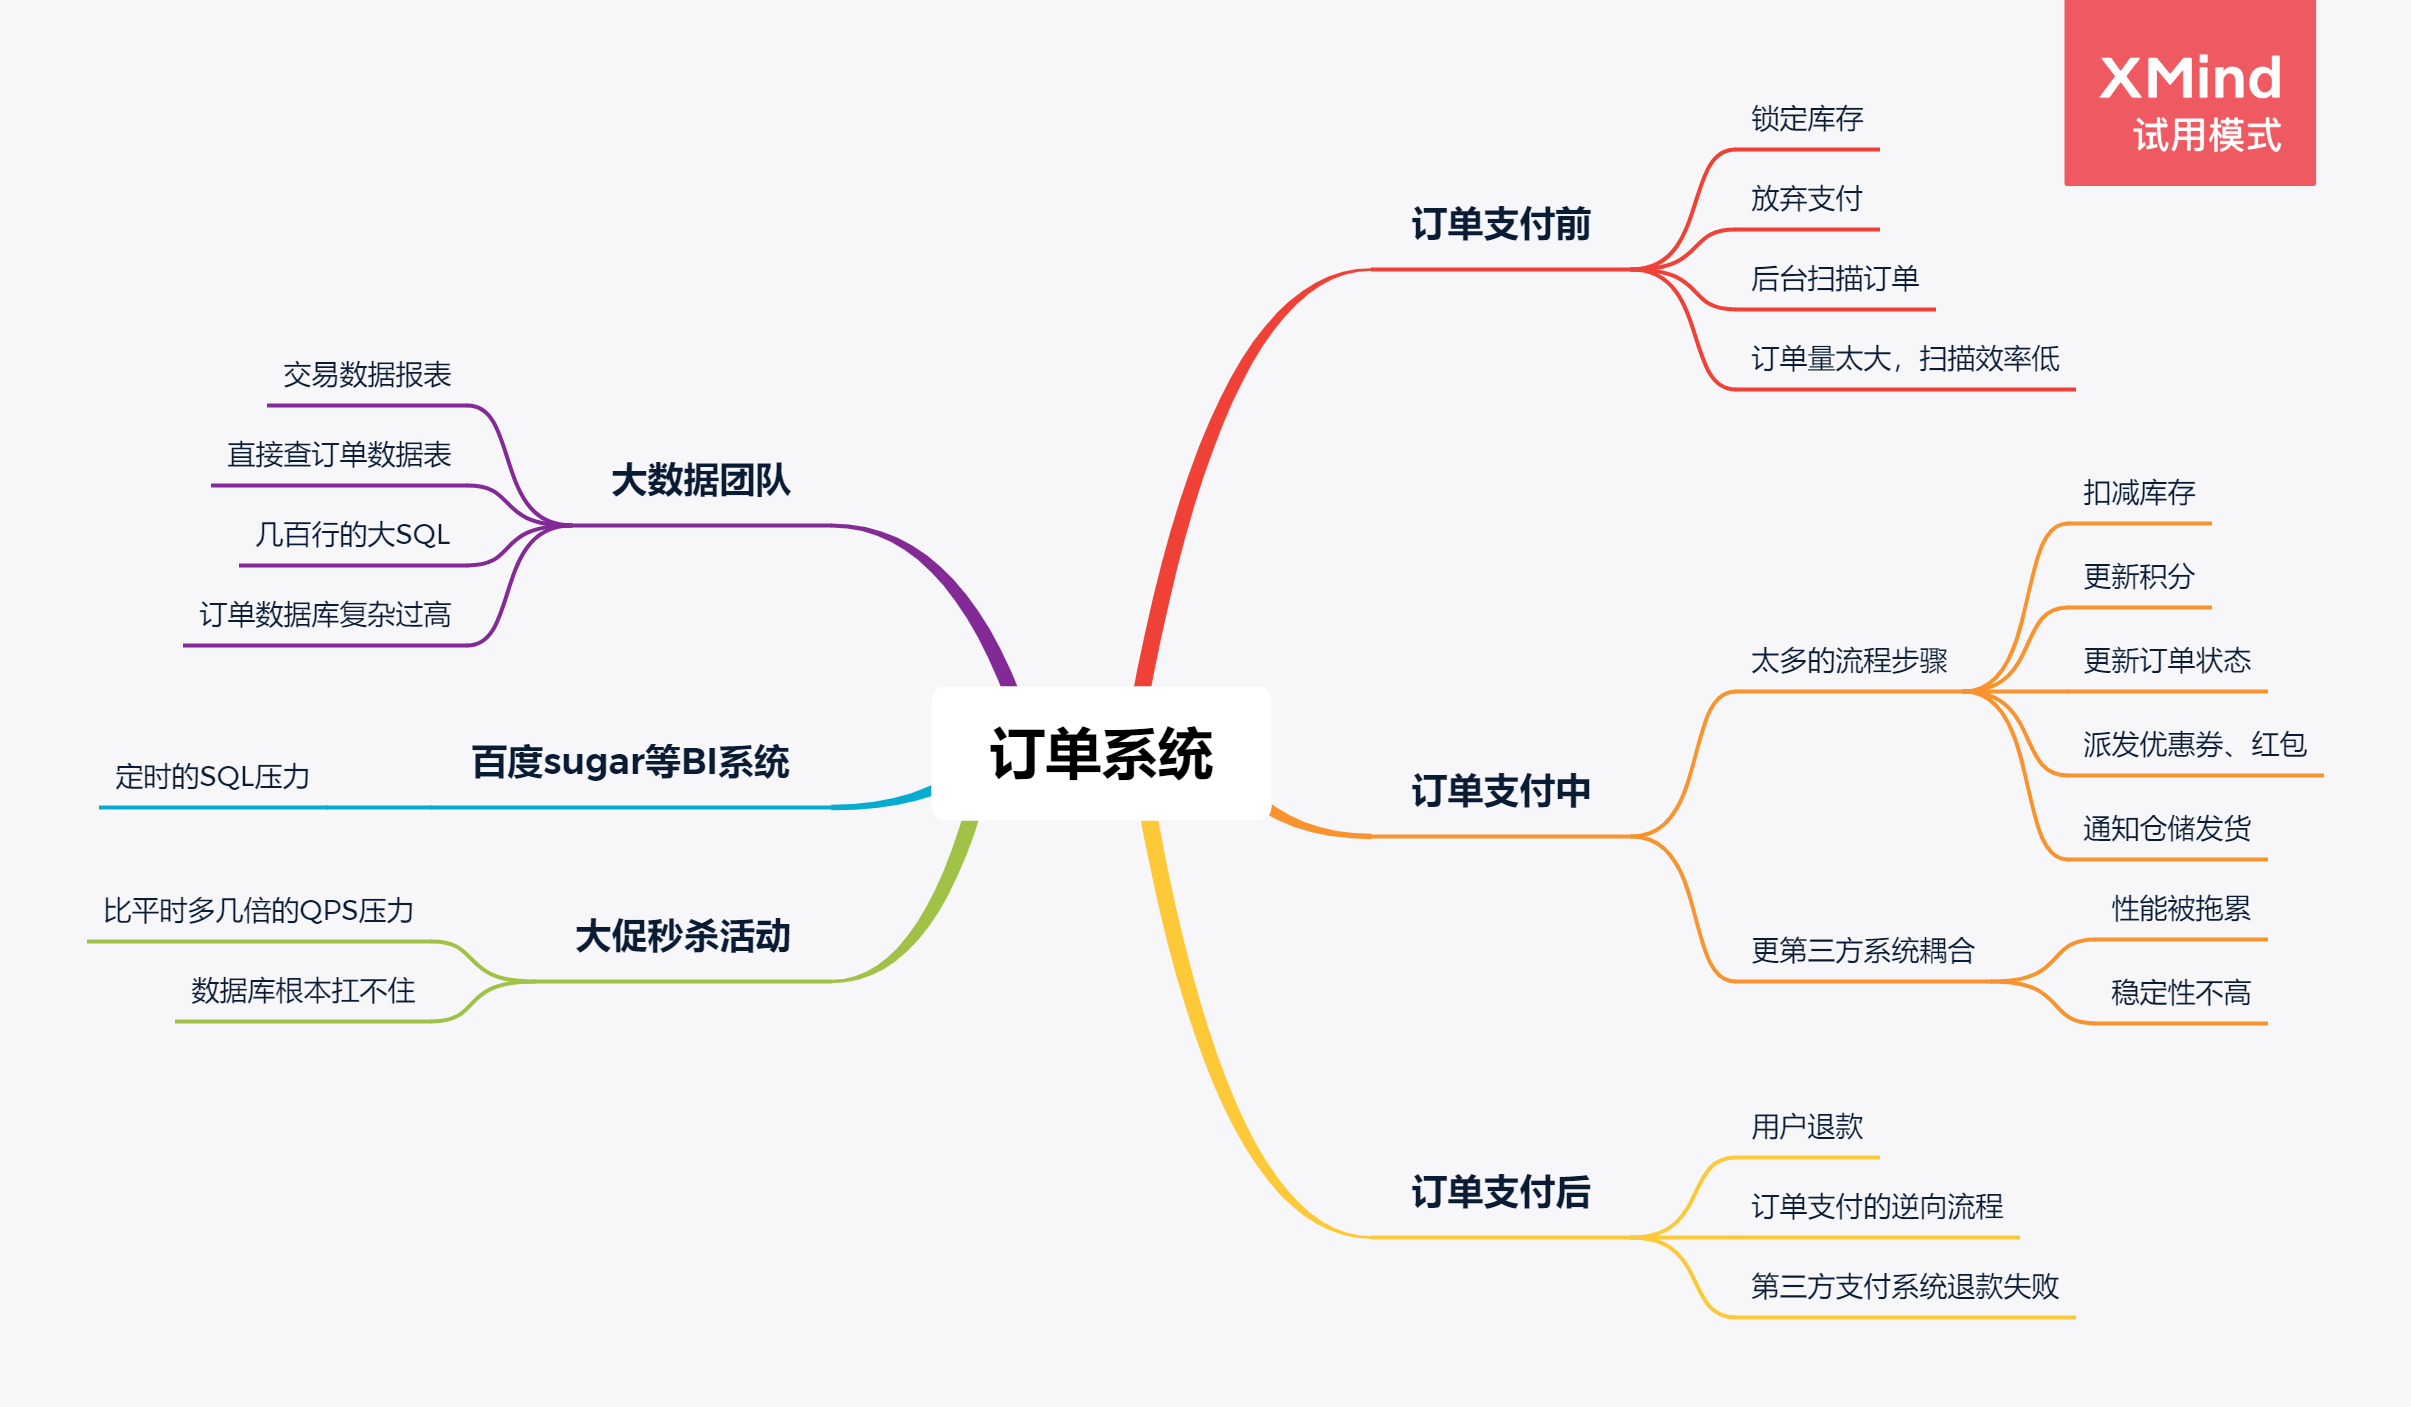 XMind
试用模式
订单系统
订单支付前
锁定库存
放弃支付
后台扫描订单
订单量太大，扫描效率低
订单支付中
太多的流程步骤
扣减库存
更新积分
更新订单状态
派发优惠券、红包
通知仓储发货
更第三方系统耦合
性能被拖累
稳定性不高
订单支付后
用户退款
订单支付的逆向流程
第三方支付系统退款失败
大数据团队
交易数据报表
直接查订单数据表
几百行的大SQL
订单数据库复杂过高
百度sugar等BI系统
定时的SQL压力
大促秒杀活动
比平时多几倍的QPS压力
数据库根本扛不住